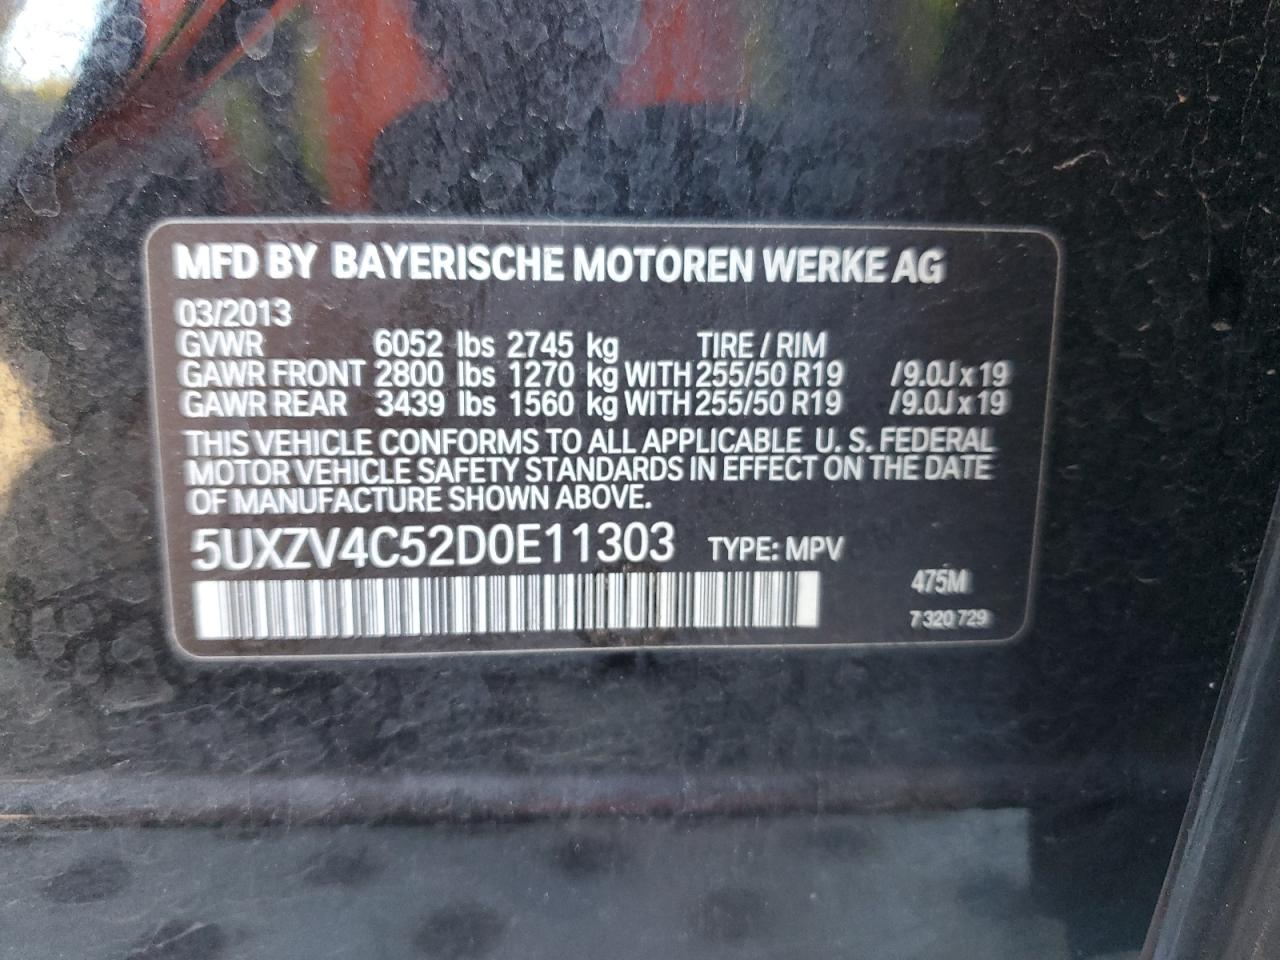 MFD BY BAYERISCHE MOTOREN WERKE AG
03/2013
GVWR 6052 lbs 2745 kg TIRE / RIM
GAWR FRONT 2800 lbs 1270 kg WITH 255/50 R19 /9.0J x 19
GAWR REAR 3439 lbs 1560 kg WITH 255/50 R19 /9.0J x 19
THIS VEHICLE CONFORMS TO ALL APPLICABLE U. S. FEDERAL
MOTOR VEHICLE SAFETY STANDARDS IN EFFECT ON THE DATE
OF MANUFACTURE SHOWN ABOVE.
5UXZV4C52D0E11303 TYPE: MPV
475M
7 320 729